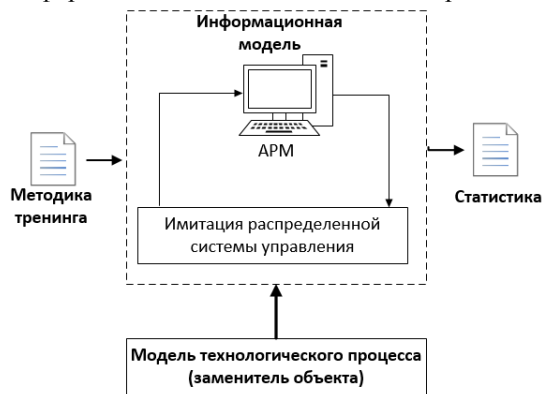 Информационная
модель
АРМ
Методика
тренинга
Статистика
Имитация распределенной
системы управления
Модель технологического процесса
(заменитель объекта)